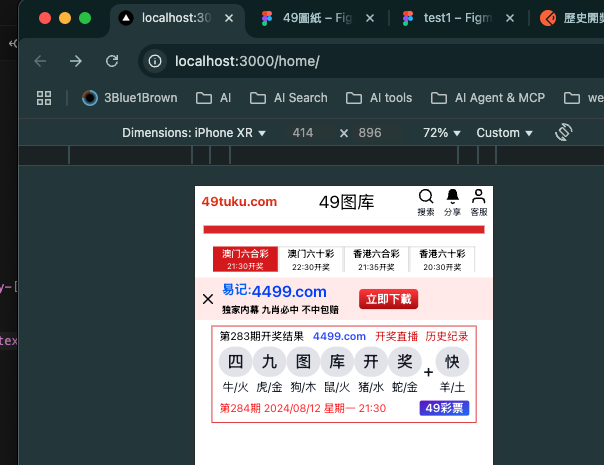 localhost:30
49圖紙 – Fig
test1 – Figm
歷史開獎
localhost:3000/home/
3Blue1Brown
AI
AI Search
AI tools
AI Agent & MCP
we
Dimensions: iPhone XR
414 × 896
72%
Custom
49tuku.com
49图库
搜索
分享
客服
澳门六合彩
21:30开奖
澳门六十彩
22:30开奖
香港六合彩
21:35开奖
香港六十彩
20:30开奖
易记:4499.com
独家内幕 九肖必中 不中包赔
立即下載
第283期开奖结果 4499.com 开奖直播 历史纪录
四 九 图 库 开 奖 + 快
牛/火 虎/金 狗/木 鼠/火 猪/水 蛇/金 羊/土
第284期 2024/08/12 星期一 21:30
49彩票
y-[
tex